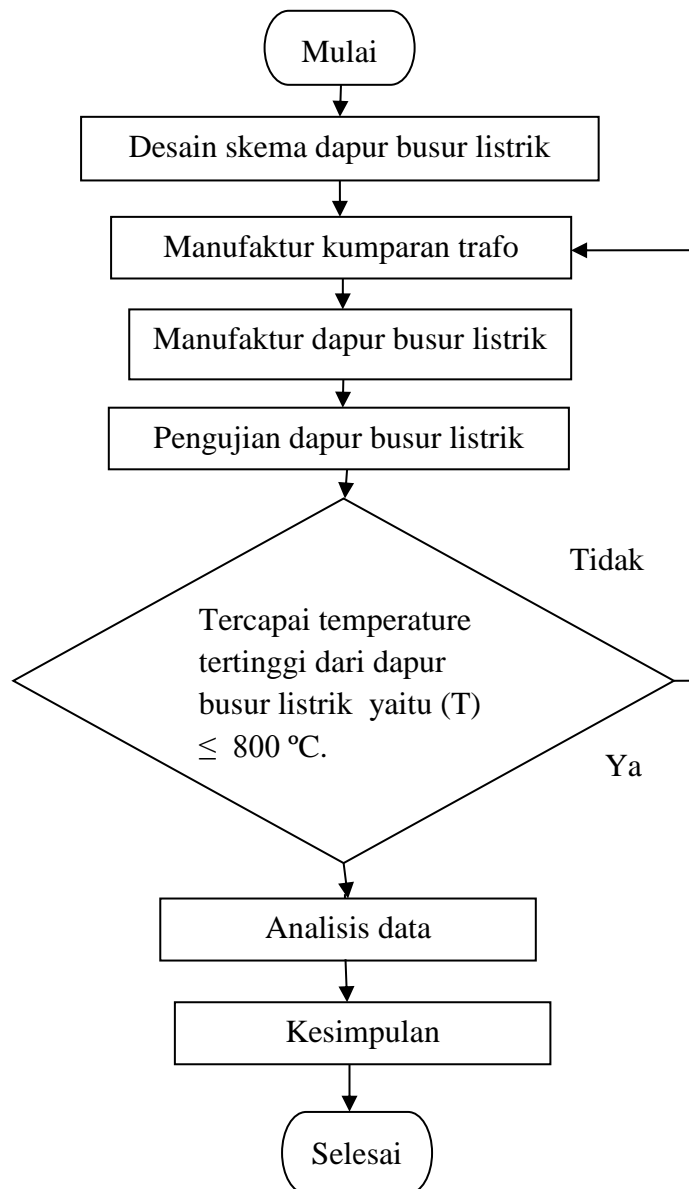 Mulai
Desain skema dapur busur listrik
Manufaktur kumparan trafo
Manufaktur dapur busur listrik
Pengujian dapur busur listrik
Tidak
Tercapai temperature
tertinggi dari dapur
busur listrik  yaitu (T)
≤  800 ºC.
Ya
Analisis data
Kesimpulan
Selesai